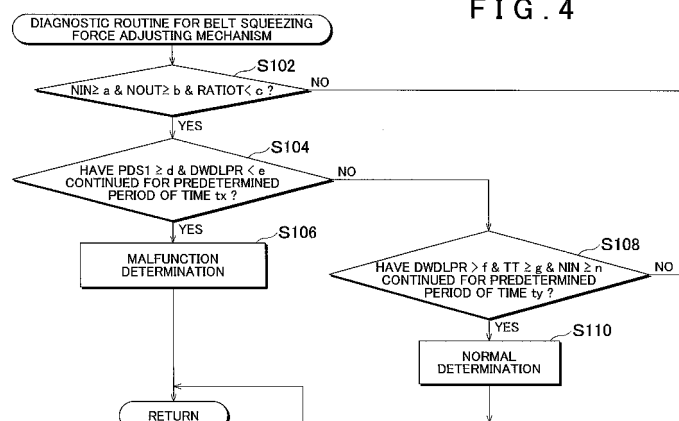 FIG. 4
DIAGNOSTIC ROUTINE FOR BELT SQUEEZING
FORCE ADJUSTING MECHANISM
S102
NIN≥ a & NOUT≥ b & RATIOT< c ?
NO
YES
S104
HAVE PDS1 ≥ d & DWDLPR < e
CONTINUED FOR PREDETERMINED
PERIOD OF TIME tx ?
NO
YES
S106
MALFUNCTION
DETERMINATION
S108
HAVE DWDLPR > f & TT ≥ g & NIN ≥ n
CONTINUED FOR PREDETERMINED
PERIOD OF TIME ty ?
NO
YES
S110
NORMAL
DETERMINATION
RETURN